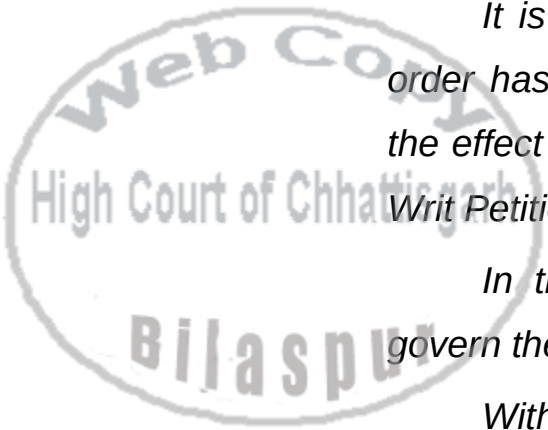 Web Copy
High Court of Chhattisgarh
Bilaspur
It is
order has
the effect
Writ Petiti
In t
govern the
With